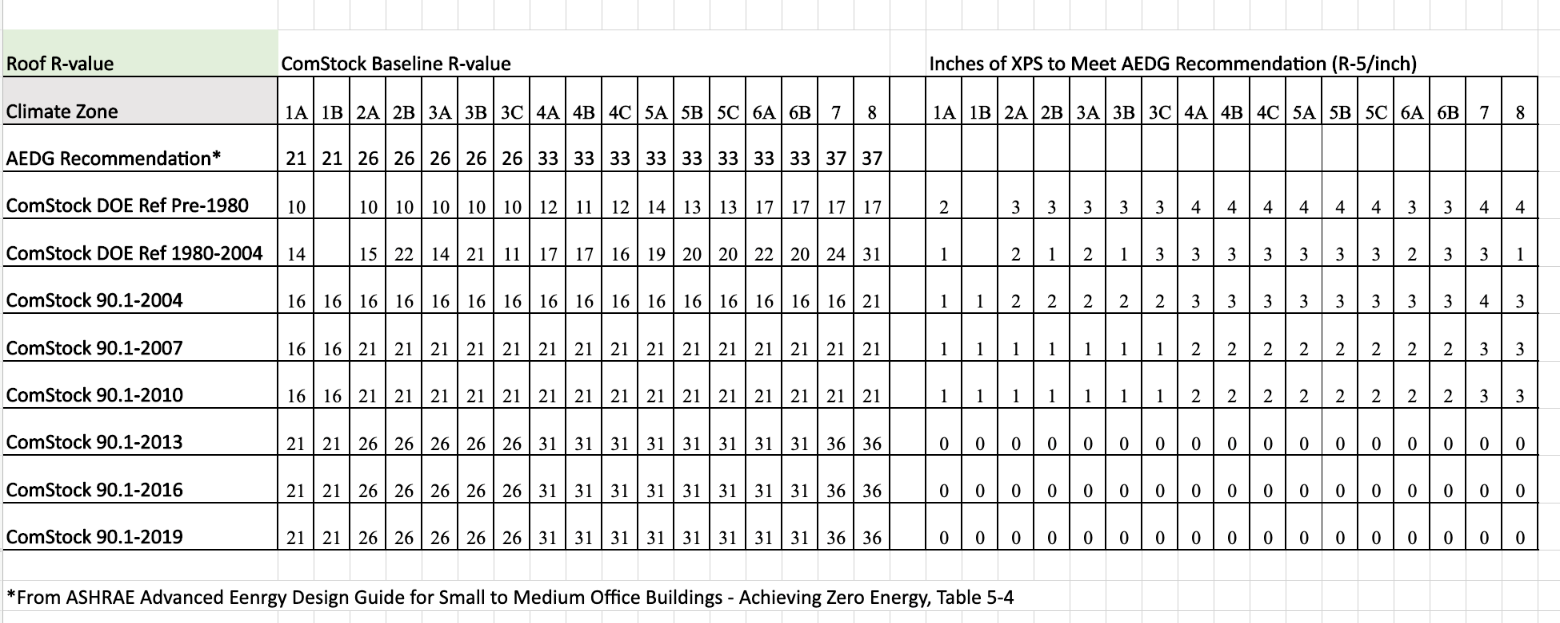 Roof R-value ComStock Baseline R-value Inches of XPS to Meet AEDG Recommendation (R-5/inch)
Climate Zone 1A 1B 2A 2B 3A 3B 3C 4A 4B 4C 5A 5B 5C 6A 6B 7 8 1A 1B 2A 2B 3A 3B 3C 4A 4B 4C 5A 5B 5C 6A 6B 7 8
AEDG Recommendation* 21 21 26 26 26 26 26 33 33 33 33 33 33 33 33 37 37
ComStock DOE Ref Pre-1980 10 10 10 10 10 10 12 11 12 14 13 13 17 17 17 17 2 3 3 3 3 3 4 4 4 4 4 4 3 3 4 4
ComStock DOE Ref 1980-2004 14 15 22 14 21 11 17 17 16 19 20 20 22 20 24 31 1 2 1 2 1 3 3 3 3 3 3 3 2 3 3 1
ComStock 90.1-2004 16 16 16 16 16 16 16 16 16 16 16 16 16 16 16 16 21 1 1 2 2 2 2 2 3 3 3 3 3 3 3 3 4 3
ComStock 90.1-2007 16 16 21 21 21 21 21 21 21 21 21 21 21 21 21 21 21 1 1 1 1 1 1 1 2 2 2 2 2 2 2 2 3 3
ComStock 90.1-2010 16 16 21 21 21 21 21 21 21 21 21 21 21 21 21 21 21 1 1 1 1 1 1 1 2 2 2 2 2 2 2 2 3 3
ComStock 90.1-2013 21 21 26 26 26 26 26 31 31 31 31 31 31 31 31 36 36 0 0 0 0 0 0 0 0 0 0 0 0 0 0 0 0 0
ComStock 90.1-2016 21 21 26 26 26 26 26 31 31 31 31 31 31 31 31 36 36 0 0 0 0 0 0 0 0 0 0 0 0 0 0 0 0 0
ComStock 90.1-2019 21 21 26 26 26 26 26 31 31 31 31 31 31 31 31 36 36 0 0 0 0 0 0 0 0 0 0 0 0 0 0 0 0 0
*From ASHRAE Advanced Eenrgy Design Guide for Small to Medium Office Buildings - Achieving Zero Energy, Table 5-4